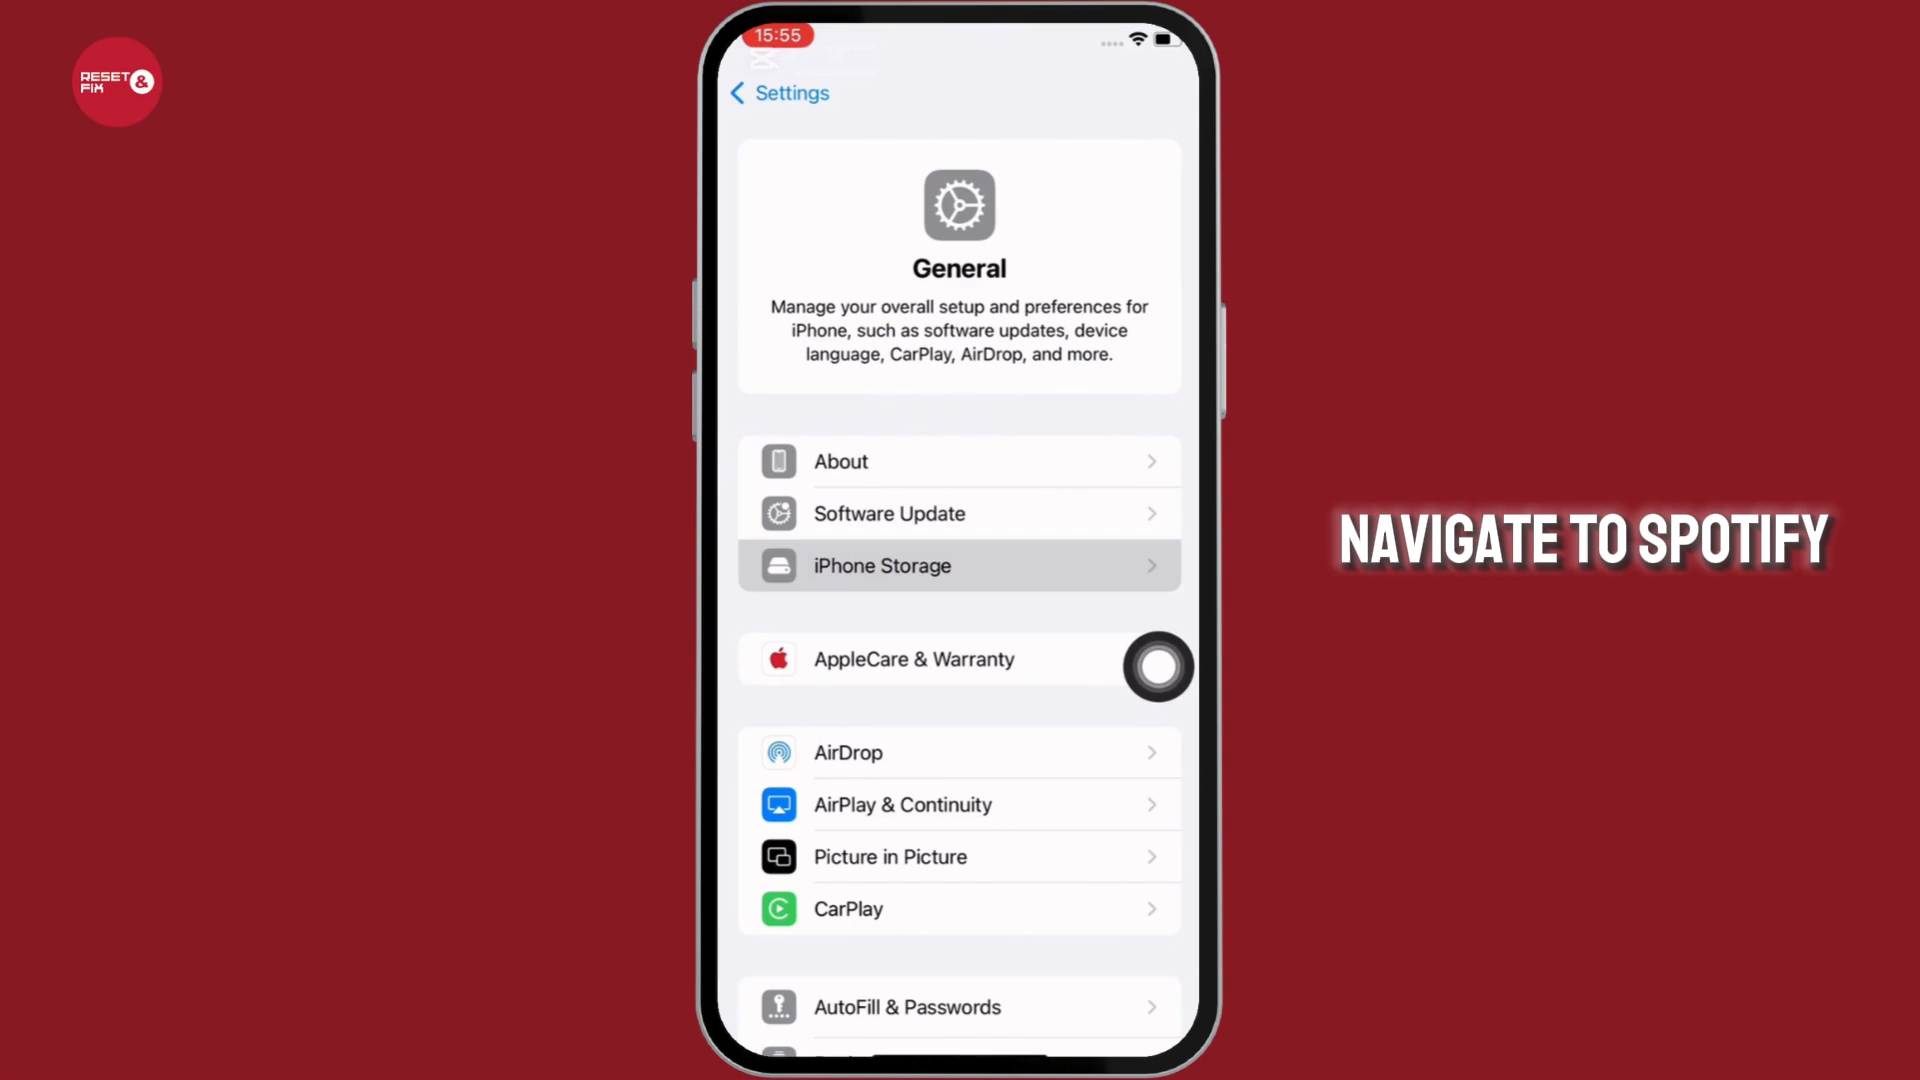 RESET &
FIX
15:55
Settings
General
Manage your overall setup and preferences for
iPhone, such as software updates, device
language, CarPlay, AirDrop, and more.
About
Software Update
iPhone Storage
NAVIGATE TO SPOTIFY
AppleCare & Warranty
AirDrop
AirPlay & Continuity
Picture in Picture
CarPlay
AutoFill & Passwords